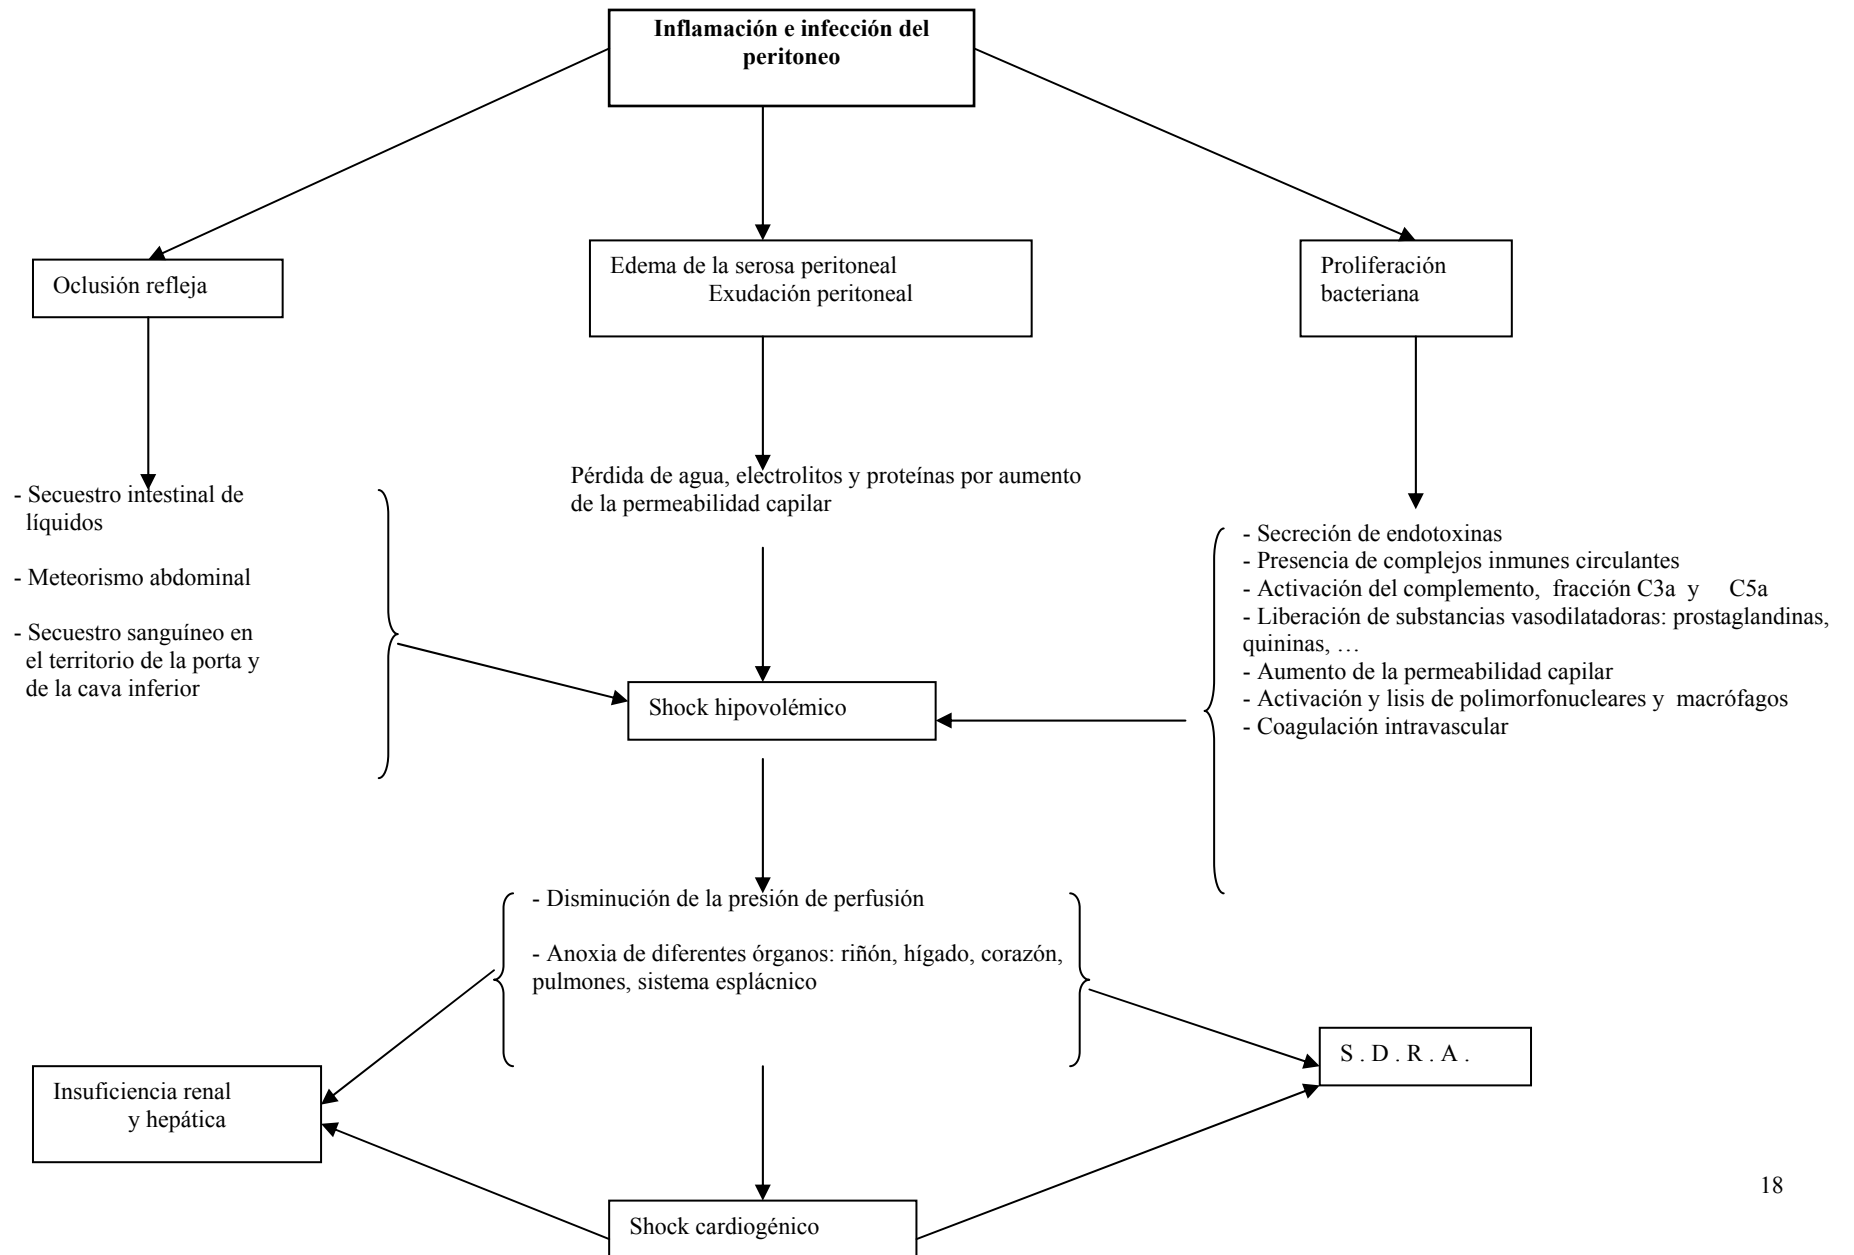 Inflamación e infección del
peritoneo
Oclusión refleja
Edema de la serosa peritoneal
Exudación peritoneal
Proliferación
bacteriana
- Secuestro intestinal de
líquidos
- Meteorismo abdominal
- Secuestro sanguíneo en
el territorio de la porta y
de la cava inferior
Pérdida de agua, electrolitos y proteínas por aumento
de la permeabilidad capilar
- Secreción de endotoxinas
- Presencia de complejos inmunes circulantes
- Activación del complemento, fracción C3a y C5a
- Liberación de substancias vasodilatadoras: prostaglandinas,
quininas, …
- Aumento de la permeabilidad capilar
- Activación y lisis de polimorfonucleares y macrófagos
- Coagulación intravascular
Shock hipovolémico
- Disminución de la presión de perfusión
- Anoxia de diferentes órganos: riñón, hígado, corazón,
pulmones, sistema esplácnico
S . D . R . A .
Insuficiencia renal
y hepática
Shock cardiogénico
18